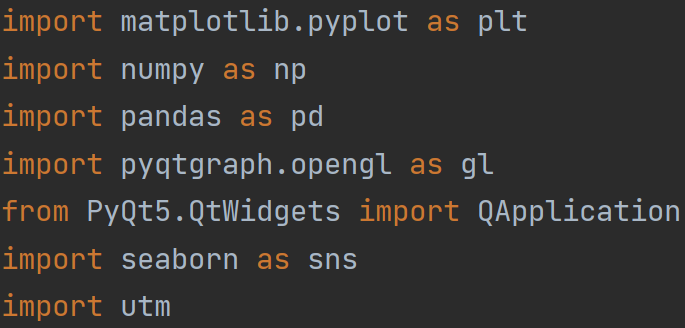 import matplotlib.pyplot as plt
import numpy as np
import pandas as pd
import pyqtgraph.opengl as gl
from PyQt5.QtWidgets import QApplication
import seaborn as sns
import utm